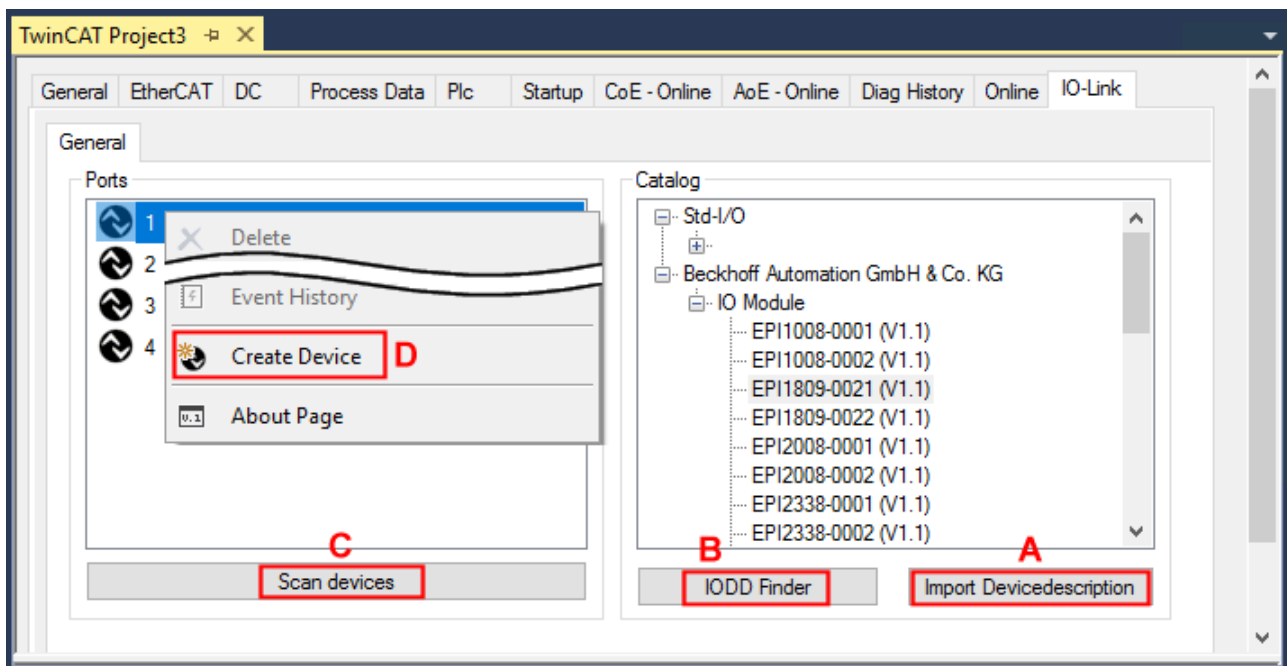 TwinCAT Project3
General EtherCAT DC Process Data Plc Startup CoE - Online AoE - Online Diag History Online IO-Link
General
Ports
1
2
3
4
Delete
Event History
Create Device D
About Page
C
Scan devices
Catalog
Std-I/O
Beckhoff Automation GmbH & Co. KG
IO Module
EPI1008-0001 (V1.1)
EPI1008-0002 (V1.1)
EPI1809-0021 (V1.1)
EPI1809-0022 (V1.1)
EPI2008-0001 (V1.1)
EPI2008-0002 (V1.1)
EPI2338-0001 (V1.1)
EPI2338-0002 (V1.1)
B A
IODD Finder Import Devicedescription